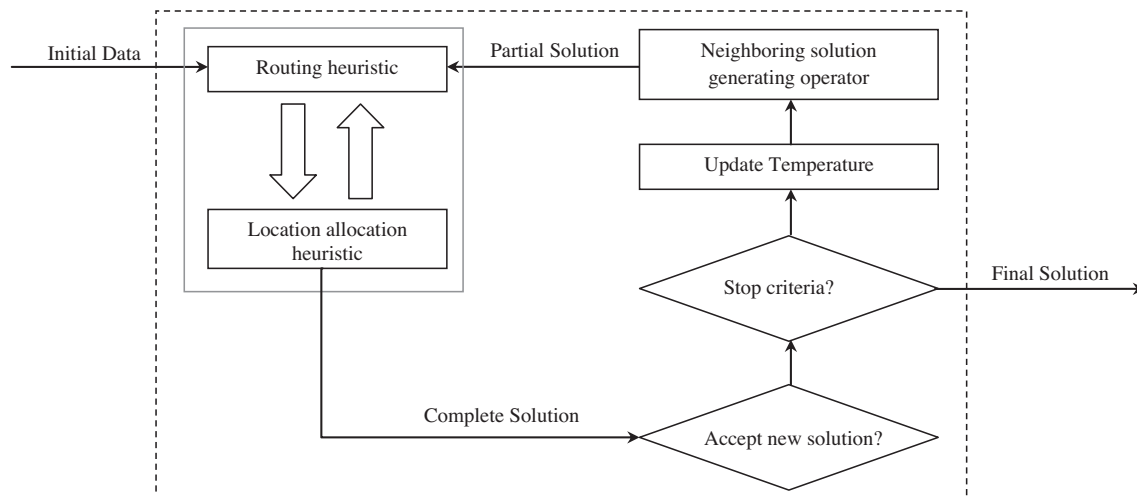 Initial Data
Routing heuristic
Partial Solution
Neighboring solution
generating operator
Update Temperature
Location allocation
heuristic
Stop criteria?
Final Solution
Complete Solution
Accept new solution?